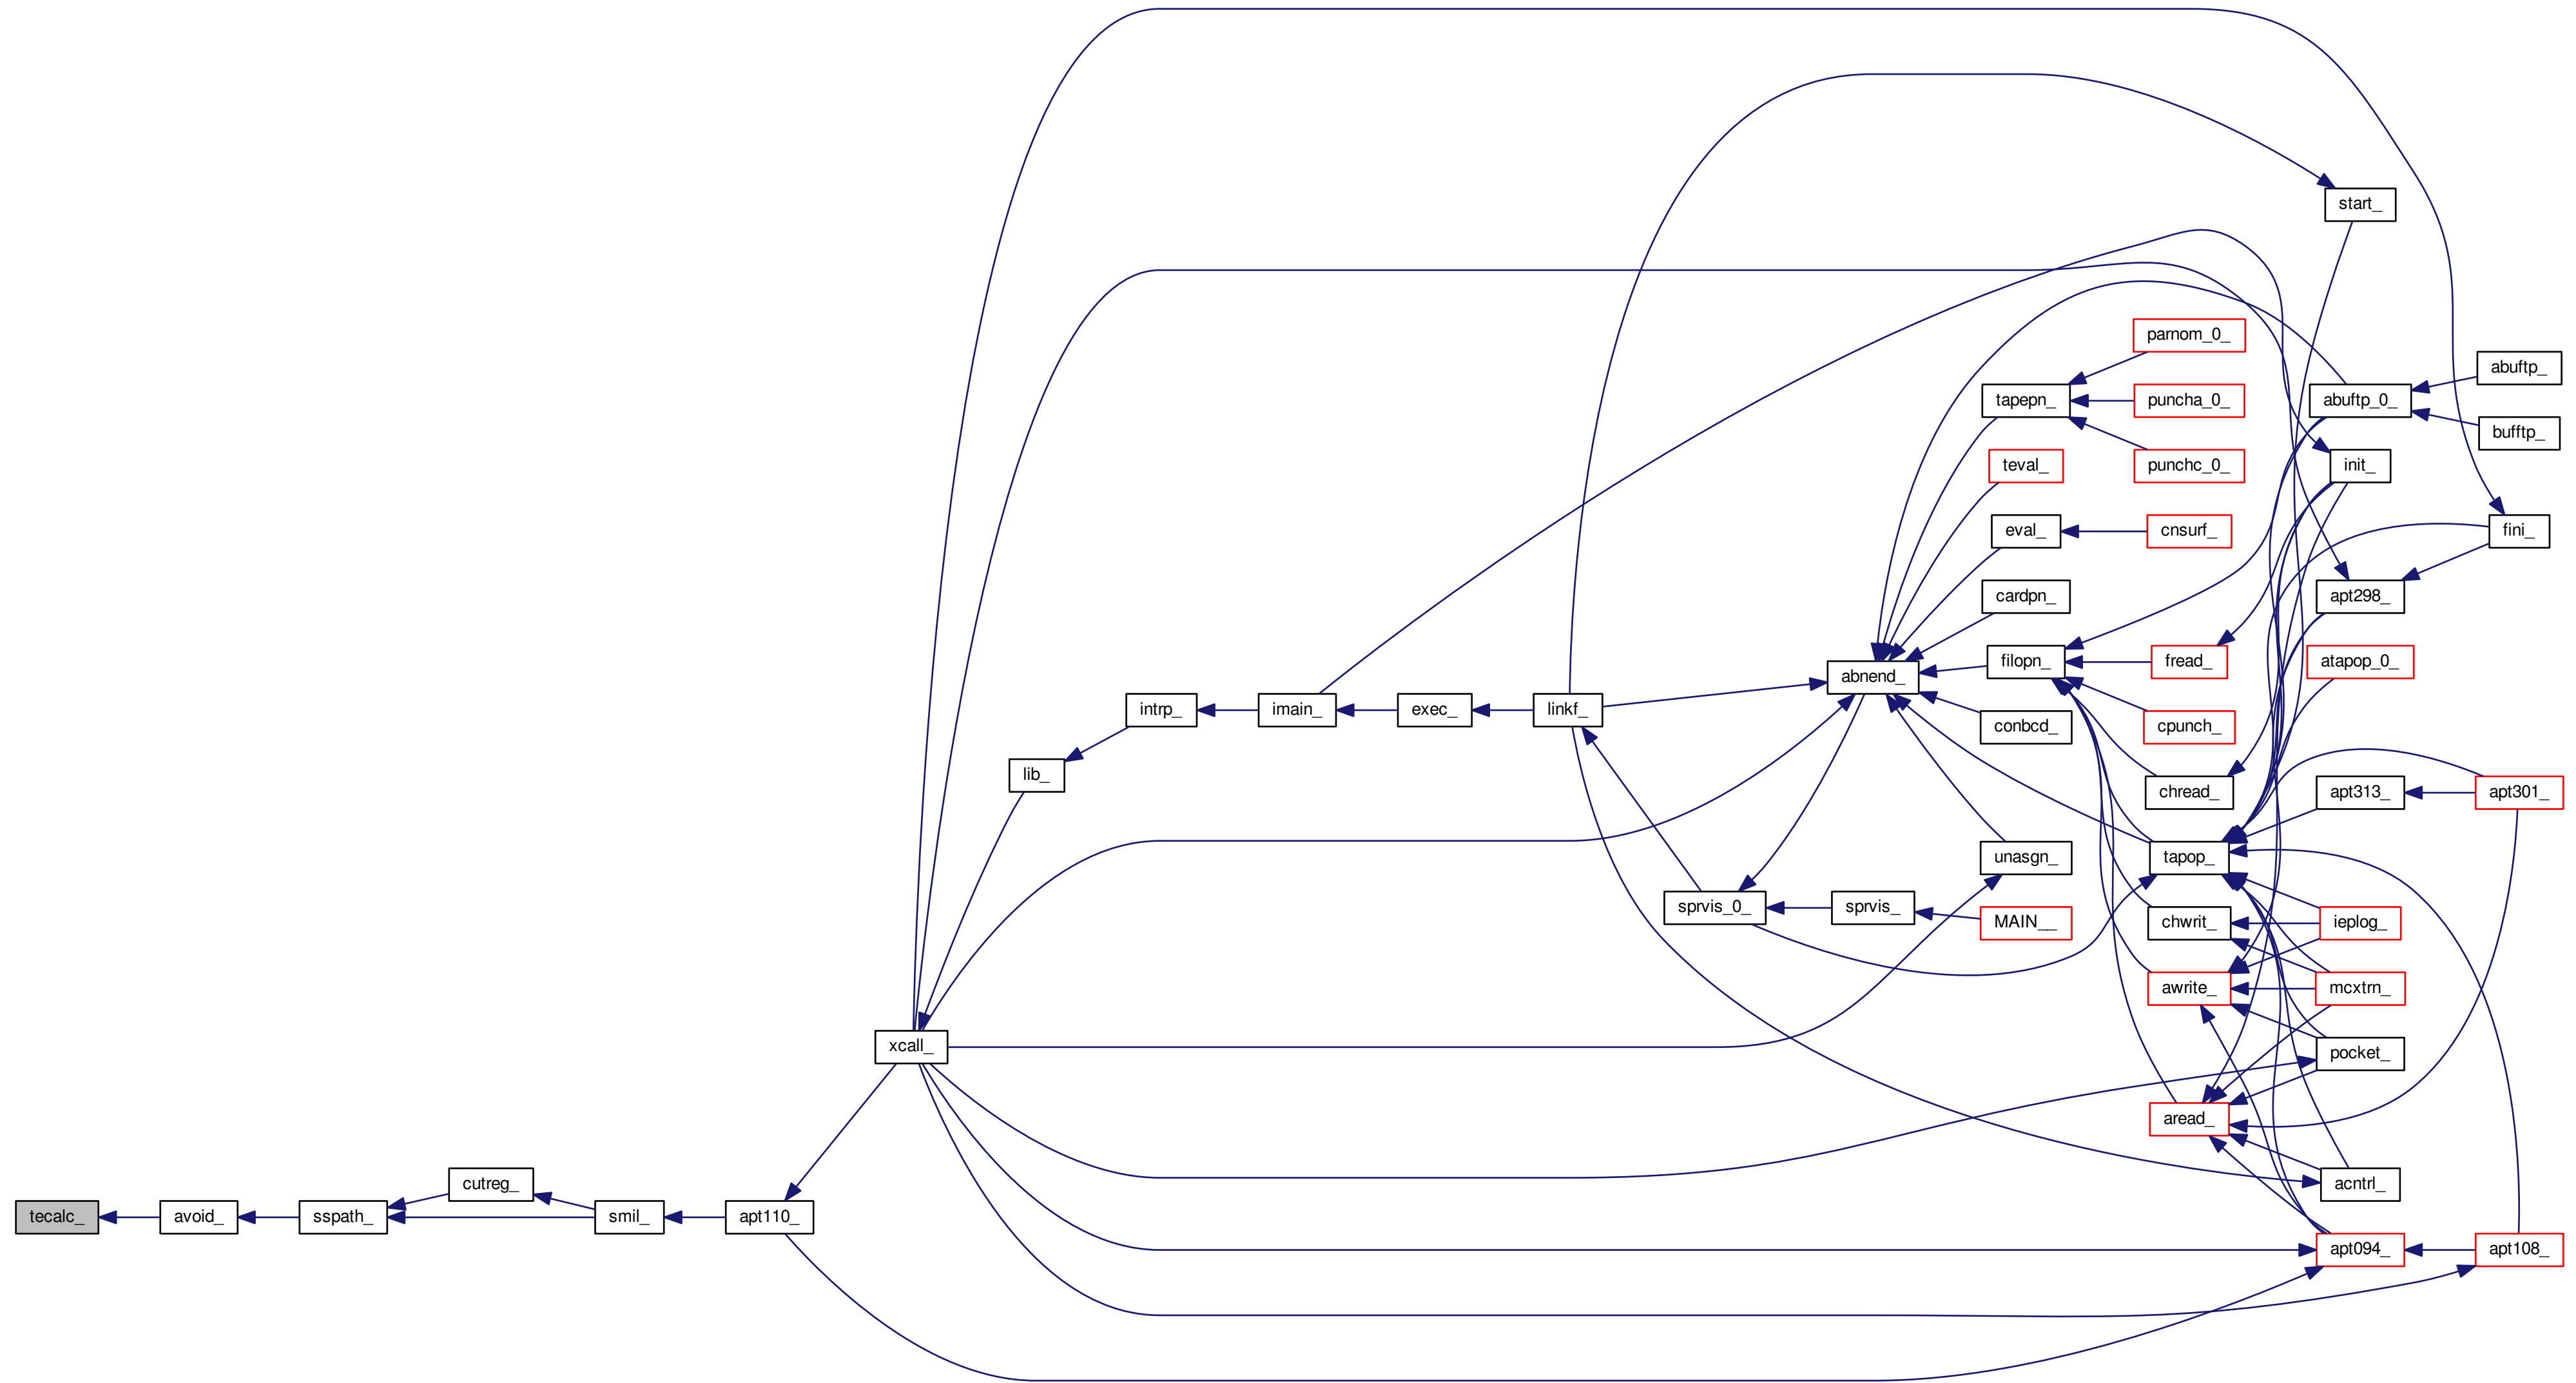 start_
parnom_0_
abuftp_
tapepn_
puncha_0_
abuftp_0_
bufftp_
teval_
punchc_0_
init_
eval_
cnsurf_
fini_
cardpn_
apt298_
filopn_
fread_
atapop_0_
abnend_
intrp_
imain_
exec_
linkf_
conbcd_
cpunch_
lib_
chread_
apt313_
apt301_
unasgn_
tapop_
sprvis_0_
sprvis_
MAIN__
chwrit_
ieplog_
awrite_
mcxtrn_
xcall_
pocket_
aread_
cutreg_
acntrl_
tecalc_
avoid_
sspath_
smil_
apt110_
apt094_
apt108_